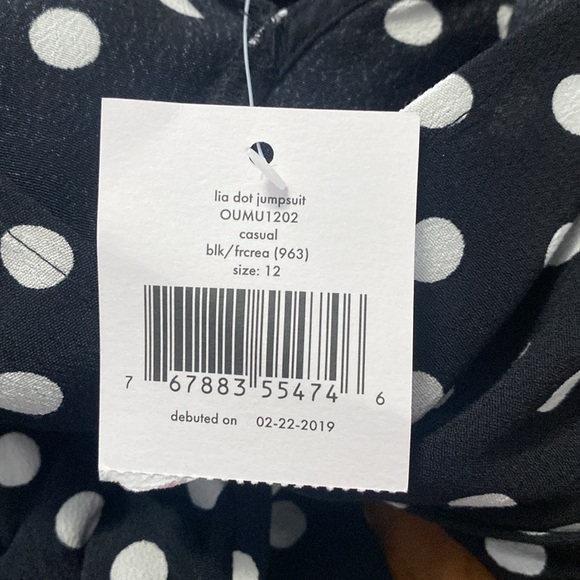 lia dot jumpsuit
OUMU1202
casual
blk/frcrea (963)
size: 12
7 67883 55474 6
debuted on 02-22-2019